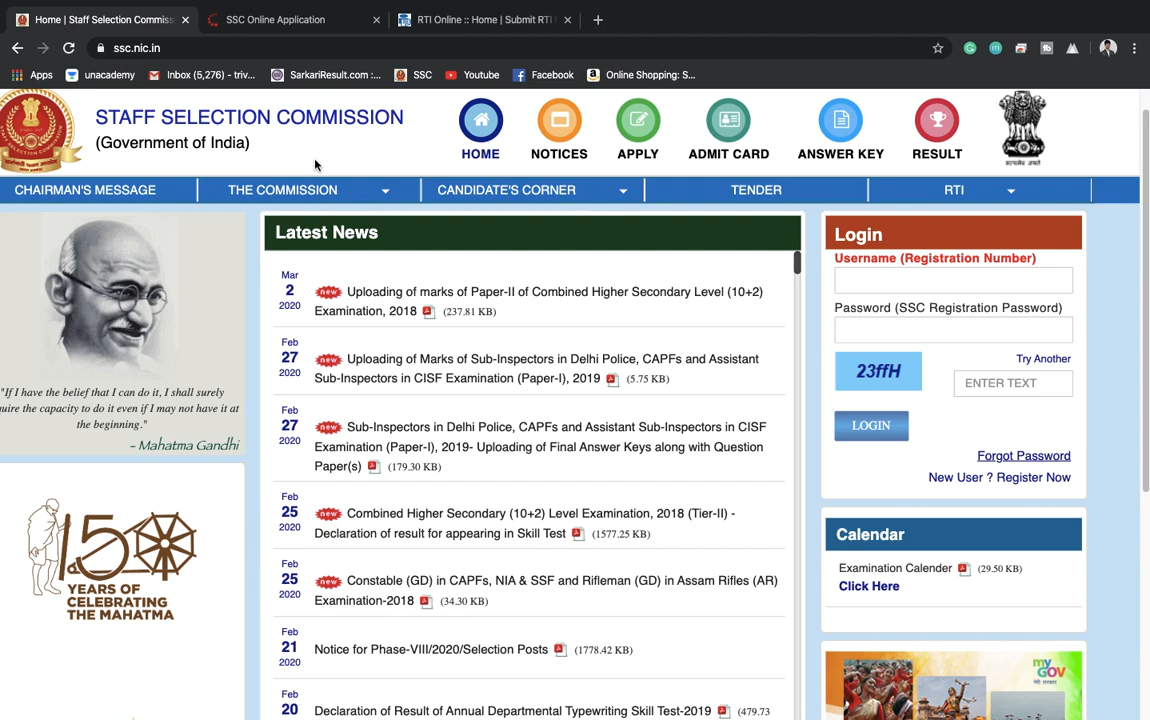 Home | Staff Selection Commiss
SSC Online Application
RTI Online :: Home | Submit RTI
ssc.nic.in
Apps
unacademy
Inbox (5,276) - triv...
SarkariResult.com :...
SSC
Youtube
Facebook
Online Shopping: S...
STAFF SELECTION COMMISSION
(Government of India)
HOME
NOTICES
APPLY
ADMIT CARD
ANSWER KEY
RESULT
CHAIRMAN'S MESSAGE
THE COMMISSION
CANDIDATE'S CORNER
TENDER
RTI
"If I have the belief that I can do it, I shall surely
quire the capacity to do it even if I may not have it at
the beginning."
- Mahatma Gandhi
150
YEARS OF
CELEBRATING
THE MAHATMA
Latest News
Mar
2
2020
new Uploading of marks of Paper-II of Combined Higher Secondary Level (10+2)
Examination, 2018 (237.81 KB)
Feb
27
2020
new Uploading of Marks of Sub-Inspectors in Delhi Police, CAPFs and Assistant
Sub-Inspectors in CISF Examination (Paper-I), 2019 (5.75 KB)
Feb
27
2020
new Sub-Inspectors in Delhi Police, CAPFs and Assistant Sub-Inspectors in CISF
Examination (Paper-I), 2019- Uploading of Final Answer Keys along with Question
Paper(s) (179.30 KB)
Feb
25
2020
new Combined Higher Secondary (10+2) Level Examination, 2018 (Tier-II) -
Declaration of result for appearing in Skill Test (1577.25 KB)
Feb
25
2020
new Constable (GD) in CAPFs, NIA & SSF and Rifleman (GD) in Assam Rifles (AR)
Examination-2018 (34.30 KB)
Feb
21
2020
Notice for Phase-VIII/2020/Selection Posts (1778.42 KB)
Feb
20
Declaration of Result of Annual Departmental Typewriting Skill Test-2019 (479.73
Login
Username (Registration Number)
Password (SSC Registration Password)
23ffH
Try Another
ENTER TEXT
LOGIN
Forgot Password
New User ? Register Now
Calendar
Examination Calender (29.50 KB)
Click Here
my
GOV